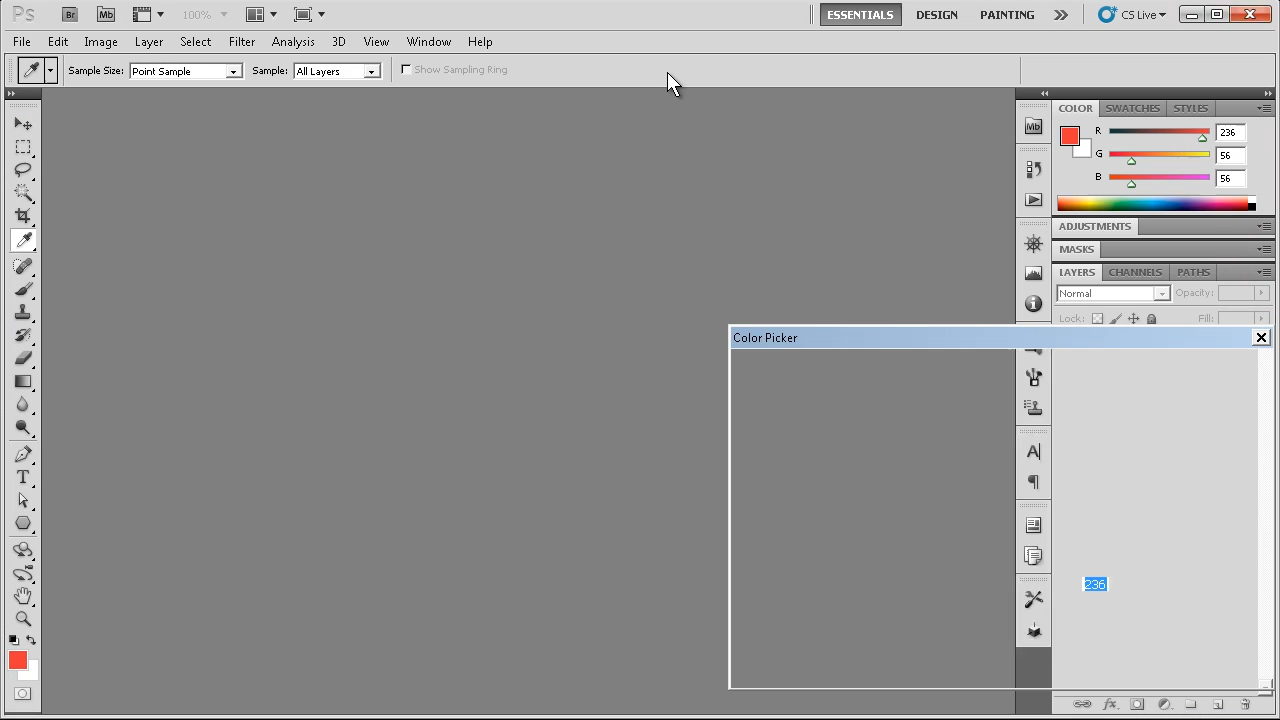 Ps Br Mb 100% ESSENTIALS DESIGN PAINTING CS Live
File Edit Image Layer Select Filter Analysis 3D View Window Help
Sample Size: Point Sample Sample: All Layers Show Sampling Ring
COLOR SWATCHES STYLES
Mb
R 236
G 56
B 56
ADJUSTMENTS
MASKS
LAYERS CHANNELS PATHS
Normal Opacity:
Lock: Fill:
Color Picker
236